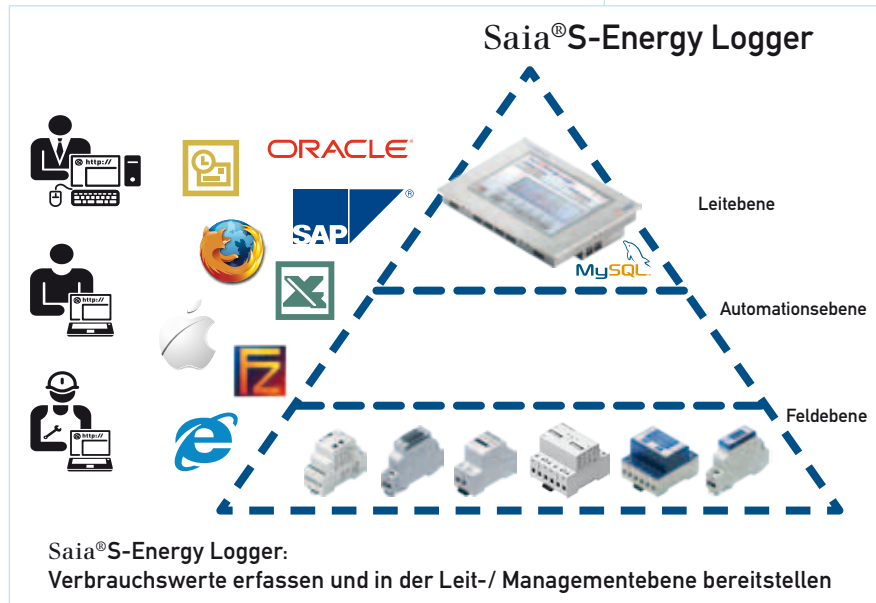 Saia®S-Energy Logger
@ http://
ORACLE®
SAP®
Leitebene
MySQL
@ http://
Automationsebene
FZ
@ http://
Feldebene
Saia®S-Energy Logger:
Verbrauchswerte erfassen und in der Leit-/ Managementebene bereitstellen